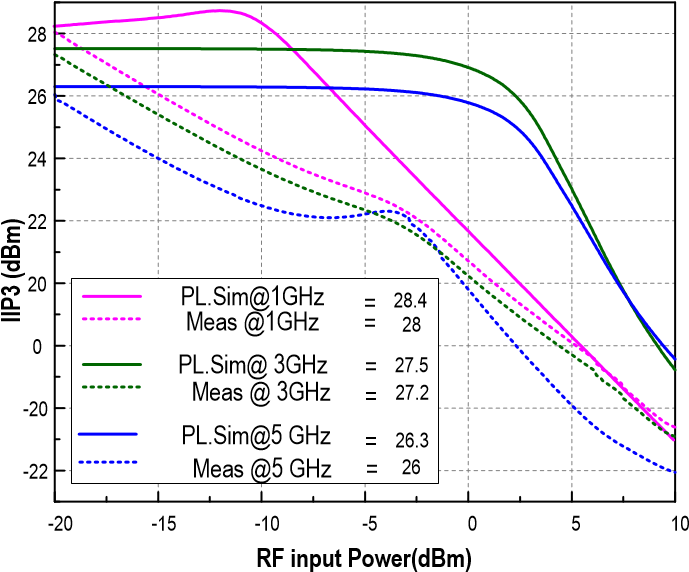 IIP3 (dBm)
28
26
24
22
20
0
-20
-22
PL.Sim@1GHz = 28.4
Meas @1GHz = 28
PL.Sim@ 3GHz = 27.5
Meas @ 3GHz = 27.2
PL.Sim@5 GHz = 26.3
Meas @5 GHz = 26
-20 -15 -10 -5 0 5 10
RF input Power(dBm)